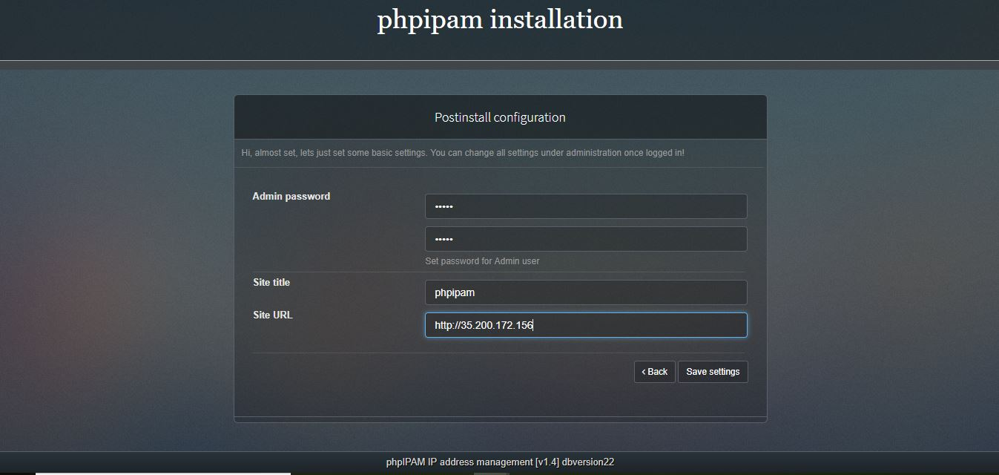 phpipam installation
Postinstall configuration
Hi, almost set, lets just set some basic settings. You can change all settings under administration once logged in!
Admin password
•••••
•••••
Set password for Admin user
Site title
phpipam
Site URL
http://35.200.172.156
‹ Back
Save settings
phpIPAM IP address management [v1.4] dbversion22